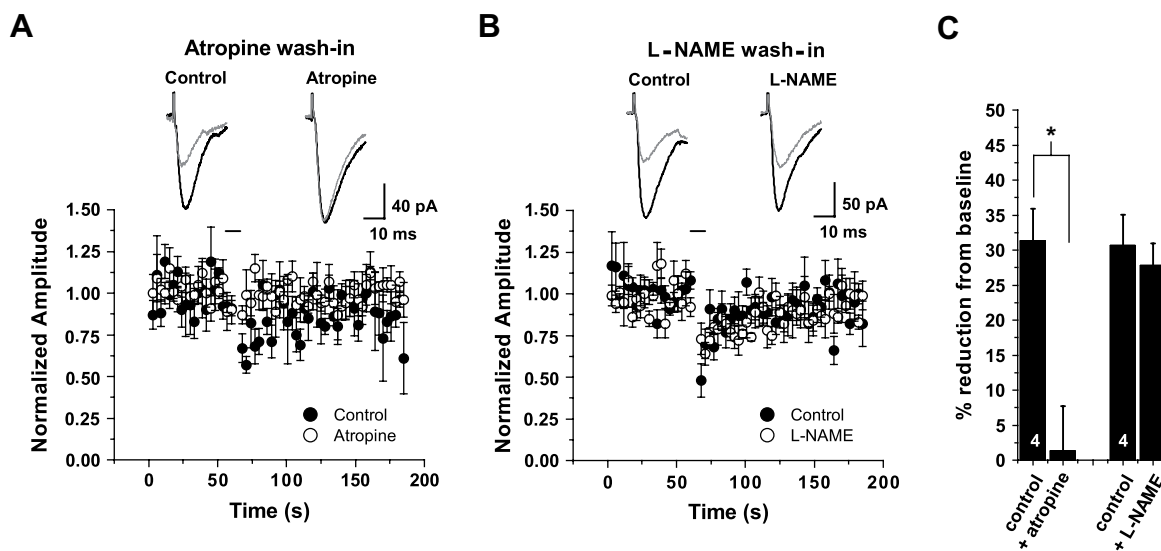 A
Atropine wash-in
Control
Atropine
40 pA
10 ms
Normalized Amplitude
1.50
1.25
1.00
0.75
0.50
0.25
0.00
Control
Atropine
0
50
100
150
200
Time (s)
B
L-NAME wash-in
Control
L-NAME
50 pA
10 ms
Normalized Amplitude
1.50
1.25
1.00
0.75
0.50
0.25
0.00
Control
L-NAME
0
50
100
150
200
Time (s)
C
% reduction from baseline
50
45
40
35
30
25
20
15
10
5
0
*
4
4
control
+ atropine
control
+ L-NAME